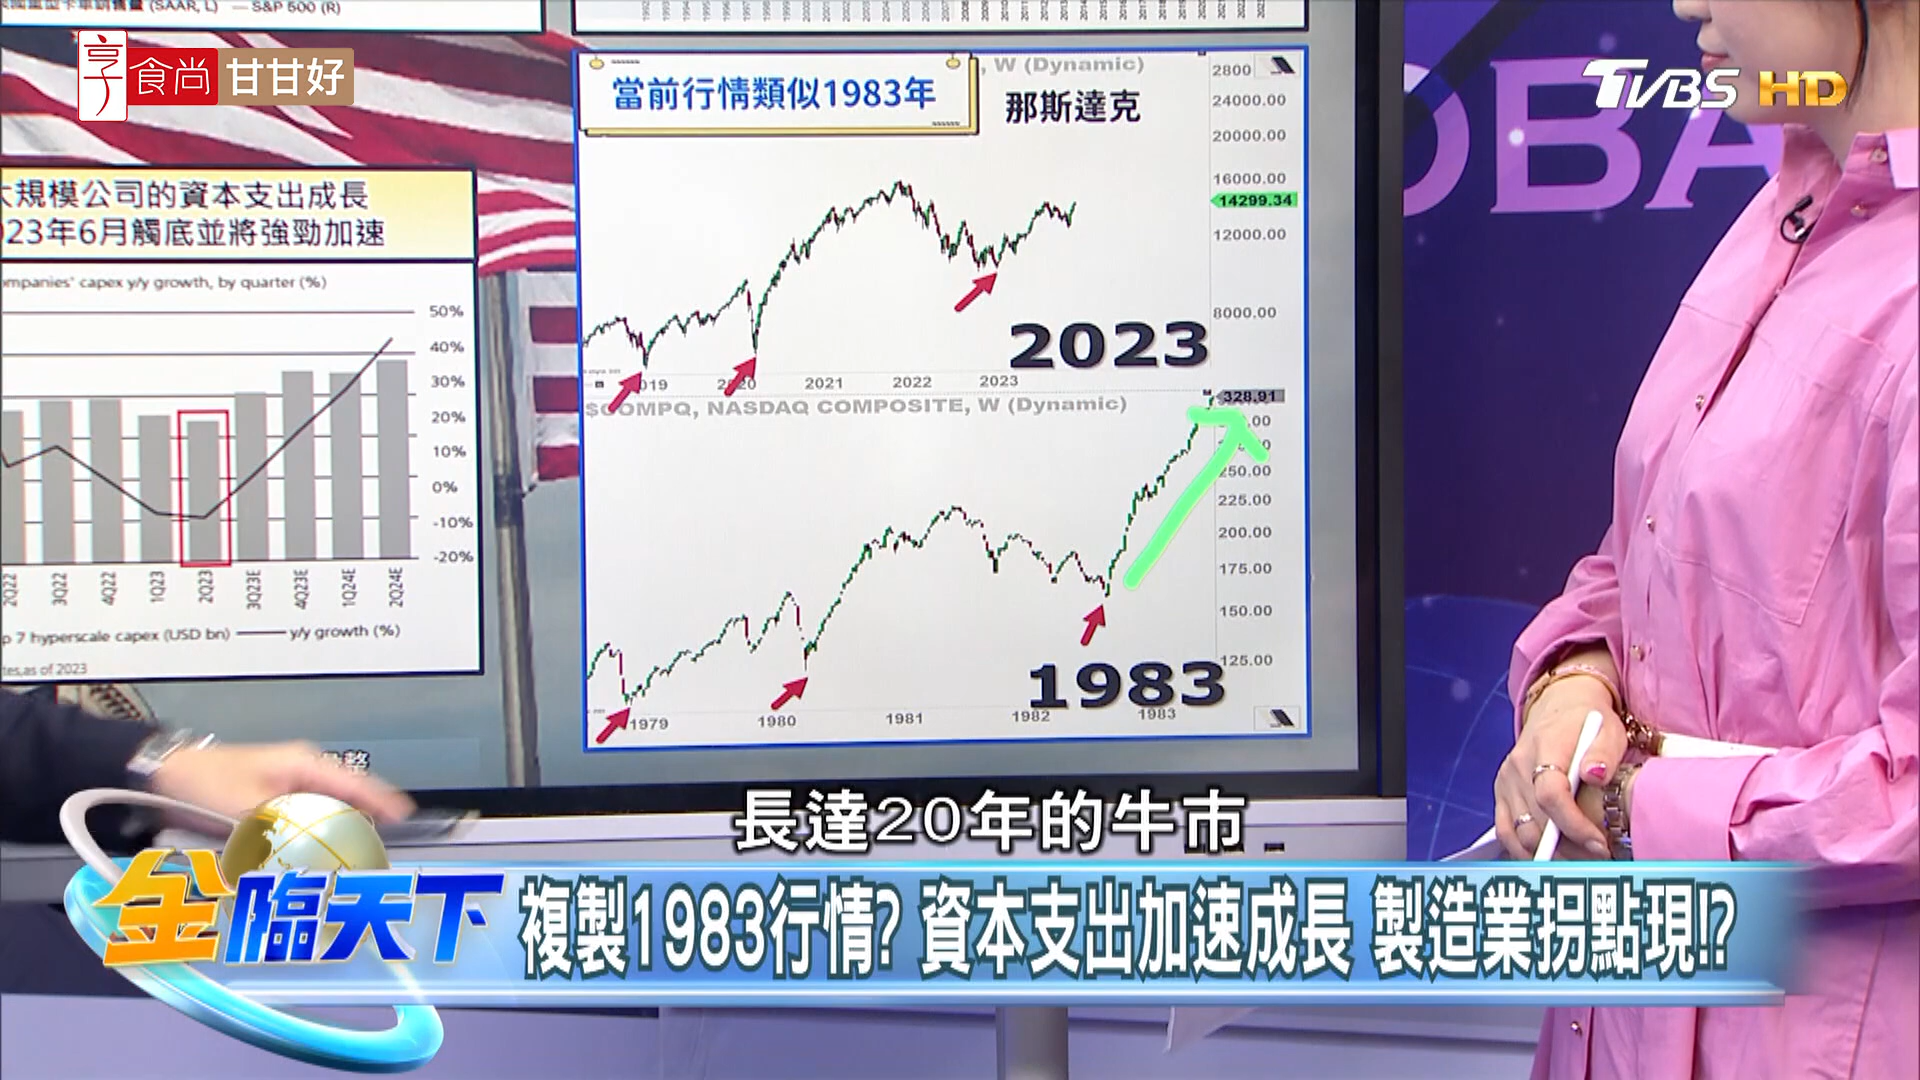 (SAAR, L) — S&P 500 (R)
享食尚 甘甘好
TVBS HD
當前行情類似1983年
, W (Dynamic)
那斯達克
2800
24000.00
20000.00
16000.00
14299.34
12000.00
8000.00
2023
2020
2021
2022
2023
規模公司的資本支出成長
23年6月觸底並將強勁加速
companies' capex y/y growth, by quarter (%)
50%
40%
30%
20%
10%
0%
-10%
-20%
2Q22
3Q22
4Q22
1Q23
2Q23
3Q23E
4Q23E
1Q24E
2Q24E
7 hyperscale capex (USD bn) — y/y growth (%)
as of 2023
$COMPQ, NASDAQ COMPOSITE, W (Dynamic)
328.91
250.00
225.00
200.00
175.00
150.00
125.00
1983
1979
1980
1981
1982
1983
長達20年的牛市
金臨天下
複製1983行情? 資本支出加速成長 製造業拐點現!?